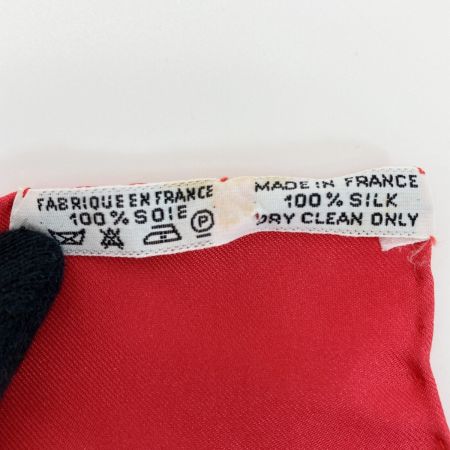 FABRIQUE EN FRANCE
100% SOIE
P
MADE IN FRANCE
100% SILK
DRY CLEAN ONLY